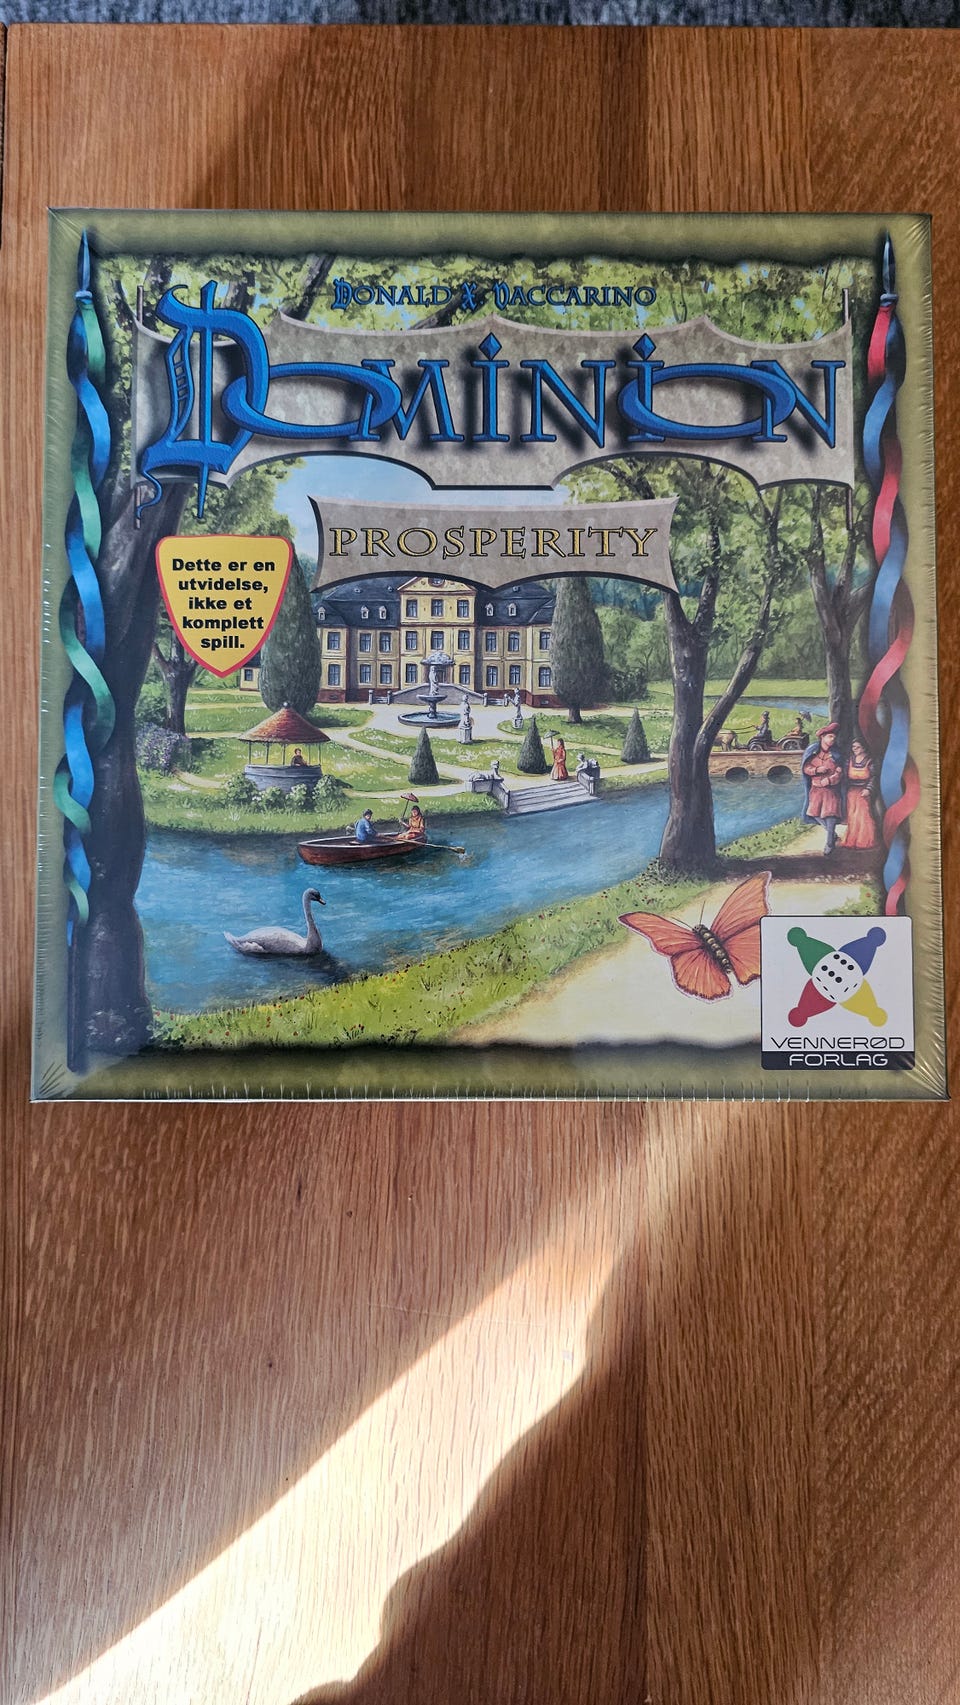 DONALD X. VACCARINO
DOMINION
PROSPERITY
Dette er en
utvidelse,
ikke et
komplett
spill.
VENNERØD
FORLAG